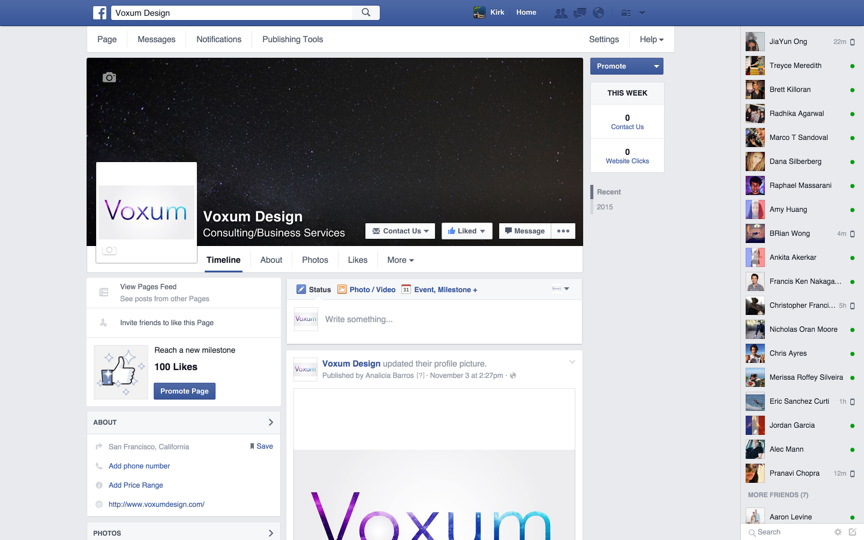 Voxum Design
Kirk
Home
Page
Messages
Notifications
Publishing Tools
Settings
Help
Voxum
Voxum Design
Consulting/Business Services
Contact Us
Liked
Message
Timeline
About
Photos
Likes
More
Promote
THIS WEEK
0
Contact Us
0
Website Clicks
Recent
2015
View Pages Feed
See posts from other Pages
Invite friends to like this Page
Reach a new milestone
100 Likes
Promote Page
ABOUT
San Francisco, California
Save
Add phone number
Add Price Range
http://www.voxumdesign.com/
PHOTOS
Status
Photo / Video
31
Event, Milestone +
Voxum
Write something...
Voxum
Voxum Design updated their profile picture.
Published by Analicia Barros [?] · November 3 at 2:27pm ·
Voxum
JiaYun Ong 22m
Treyce Meredith
Brett Killoran
Radhika Agarwal
Marco T Sandoval
Dana Silberberg
Raphael Massarani
Amy Huang
BRian Wong 4m
Ankita Akerkar
Francis Ken Nakaga...
Christopher Franci... 5h
Nicholas Oran Moore
Chris Ayres
Merissa Roffey Silveira
Eric Sanchez Curti 1h
Jordan Garcia
Alec Mann
Pranavi Chopra 12m
MORE FRIENDS (7)
Aaron Levine
Search